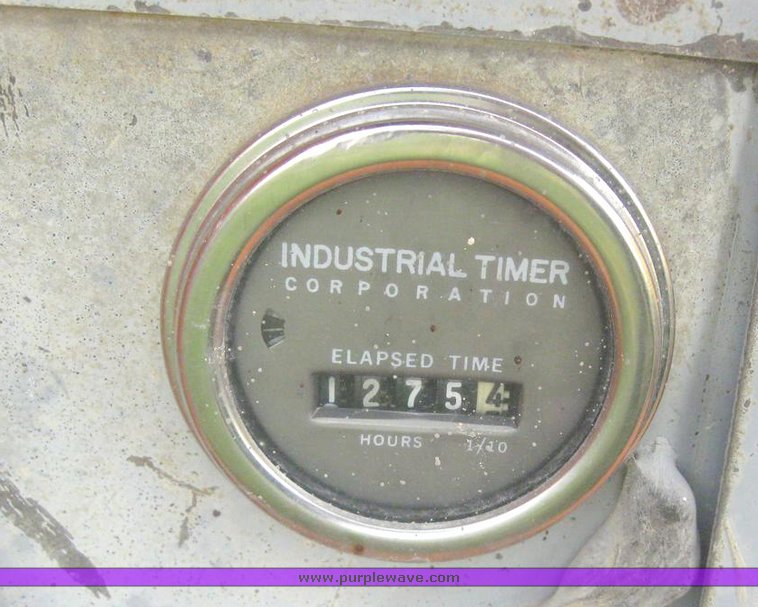 INDUSTRIAL TIMER
CORPORATION
ELAPSED TIME
12754
HOURS 1/10
www.purplewave.com